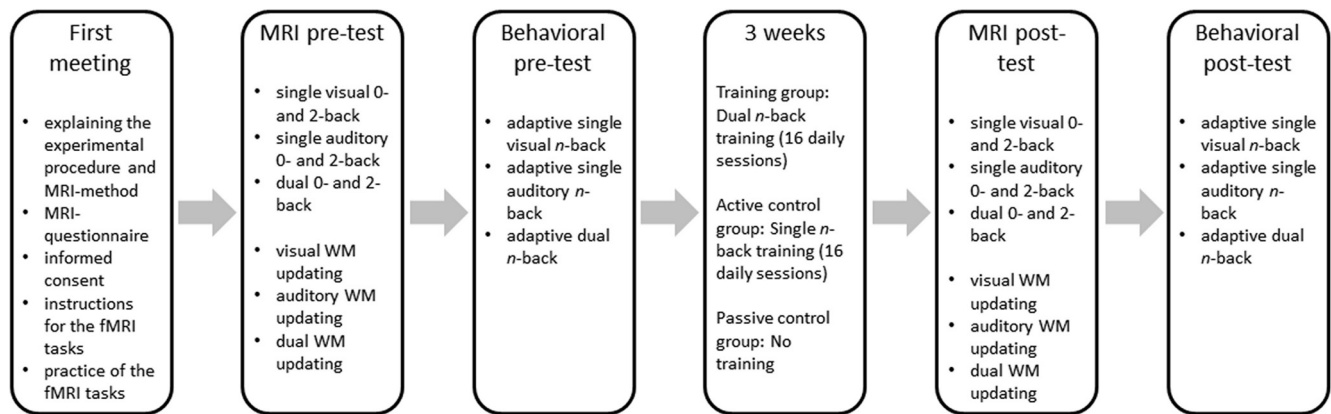 First
meeting
• explaining the
experimental
procedure and
MRI-method
• MRI-
questionnaire
• informed
consent
• instructions
for the fMRI
tasks
• practice of the
fMRI tasks
MRI pre-test
• single visual 0-
and 2-back
• single auditory
0- and 2-back
• dual 0- and 2-
back
• visual WM
updating
• auditory WM
updating
• dual WM
updating
Behavioral
pre-test
• adaptive single
visual n-back
• adaptive single
auditory n-
back
• adaptive dual
n-back
3 weeks
Training group:
Dual n-back
training (16 daily
sessions)
Active control
group: Single n-
back training (16
daily sessions)
Passive control
group: No
training
MRI post-
test
• single visual 0-
and 2-back
• single auditory
0- and 2-back
• dual 0- and 2-
back
• visual WM
updating
• auditory WM
updating
• dual WM
updating
Behavioral
post-test
• adaptive single
visual n-back
• adaptive single
auditory n-
back
• adaptive dual
n-back